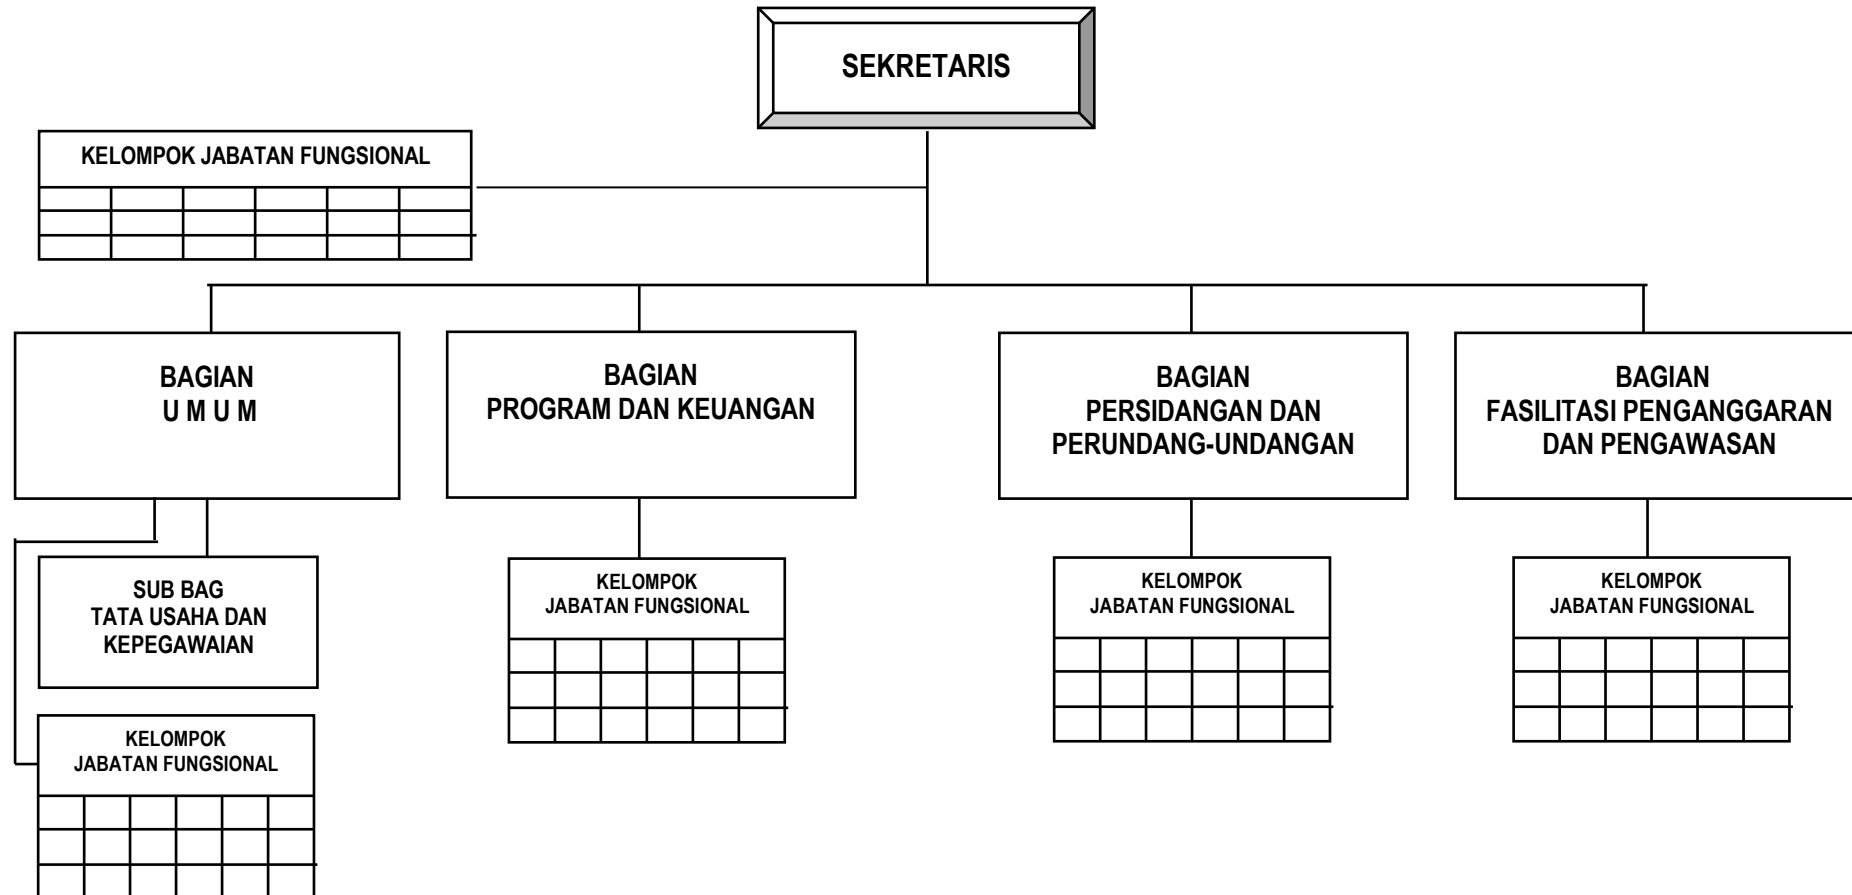 SEKRETARIS
KELOMPOK JABATAN FUNGSIONAL
BAGIAN
U M U M
BAGIAN
PROGRAM DAN KEUANGAN
BAGIAN
PERSIDANGAN DAN
PERUNDANG-UNDANGAN
BAGIAN
FASILITASI PENGANGGARAN
DAN PENGAWASAN
SUB BAG
TATA USAHA DAN
KEPEGAWAIAN
KELOMPOK
JABATAN FUNGSIONAL
KELOMPOK
JABATAN FUNGSIONAL
KELOMPOK
JABATAN FUNGSIONAL
KELOMPOK
JABATAN FUNGSIONAL